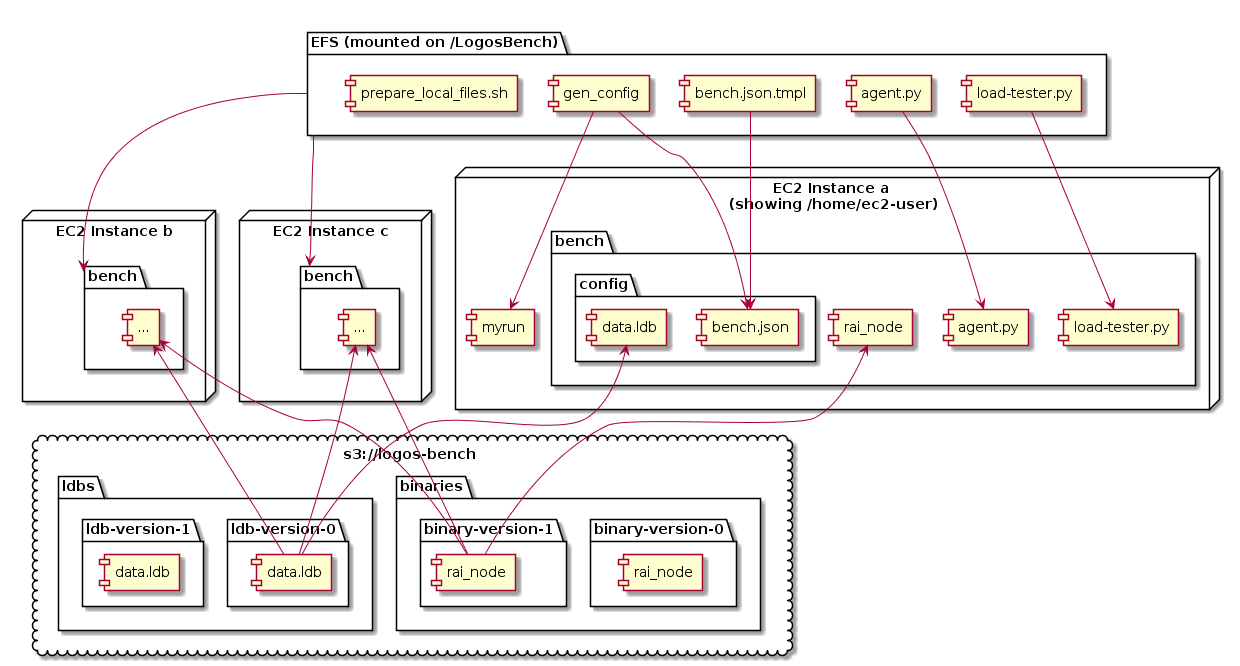 EFS (mounted on /LogosBench)
prepare_local_files.sh
gen_config
bench.json.tmpl
agent.py
load-tester.py
EC2 Instance a
(showing /home/ec2-user)
EC2 Instance b
EC2 Instance c
bench
bench
bench
config
...
...
myrun
data.ldb
bench.json
rai_node
agent.py
load-tester.py
s3://logos-bench
ldbs
binaries
ldb-version-1
ldb-version-0
binary-version-1
binary-version-0
data.ldb
data.ldb
rai_node
rai_node